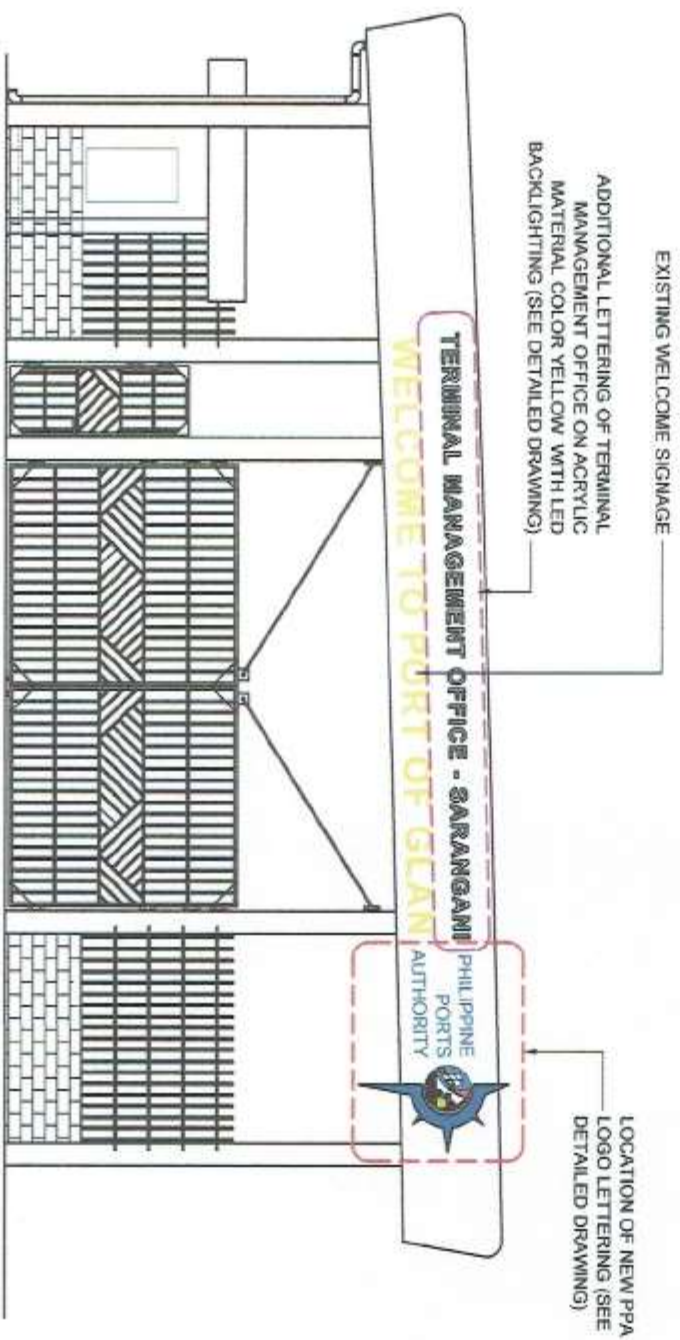 EXISTING WELCOME SIGNAGE
ADDITIONAL LETTERING OF TERMINAL
MANAGEMENT OFFICE ON ACRYLIC
MATERIAL COLOR YELLOW WITH LED
BACKLIGHTING (SEE DETAILED DRAWING)
LOCATION OF NEW PPA
LOGO LETTERING (SEE
DETAILED DRAWING)
TERMINAL MANAGEMENT OFFICE - SARANGANI
WELCOME TO PORT OF GLAN
PHILIPPINE
PORTS
AUTHORITY